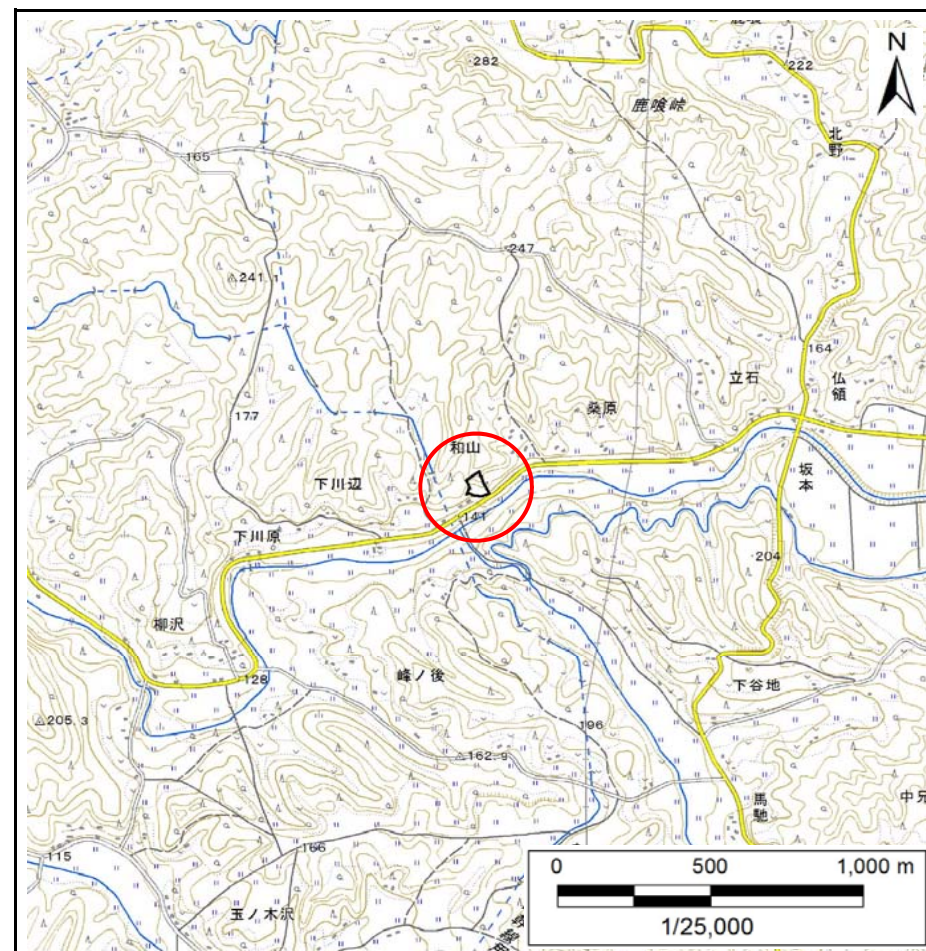 鹿喰
N
282
222
鹿喰峠
北野
165
247
241.1
164
立石
仏領
177
桑原
和山
坂本
下川辺
141
下川原
204
柳沢
峰ノ後
下谷地
128
205.3
196
162.9
馬馳
115
166
玉ノ木沢
0 500 1,000 m
1/25,000